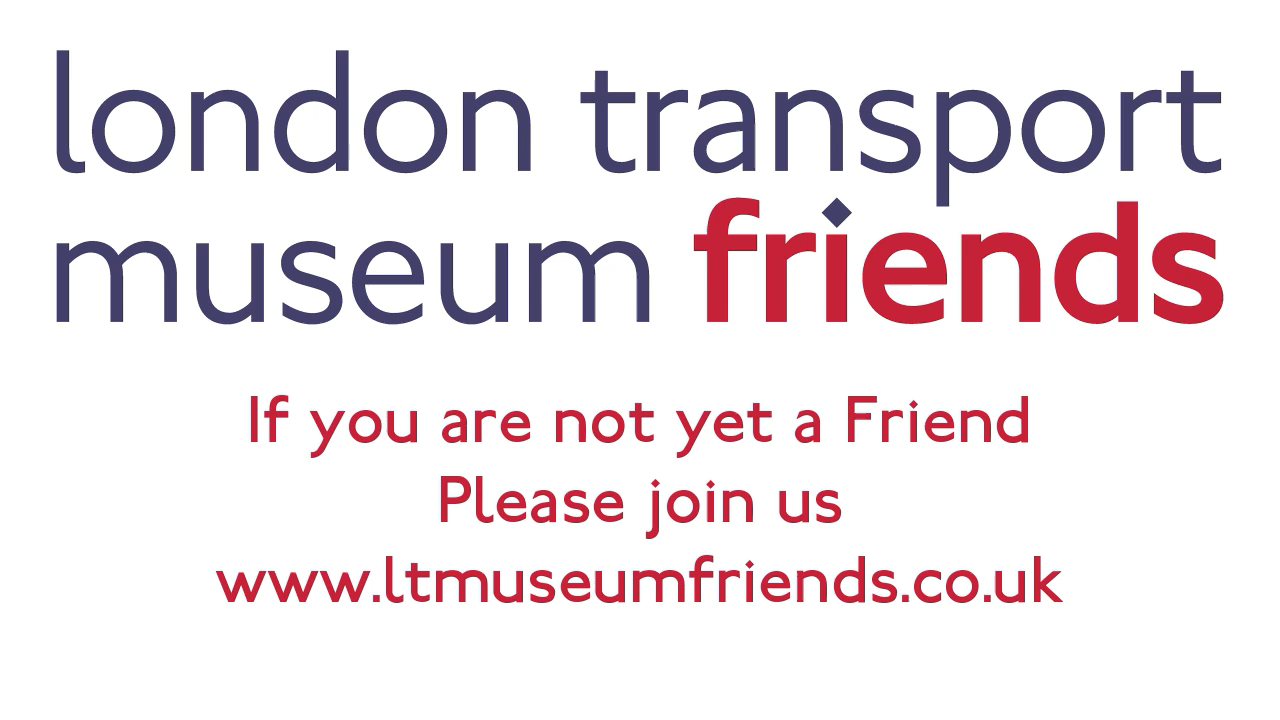 london transport
museum friends
If you are not yet a Friend
Please join us
www.ltmuseumfriends.co.uk